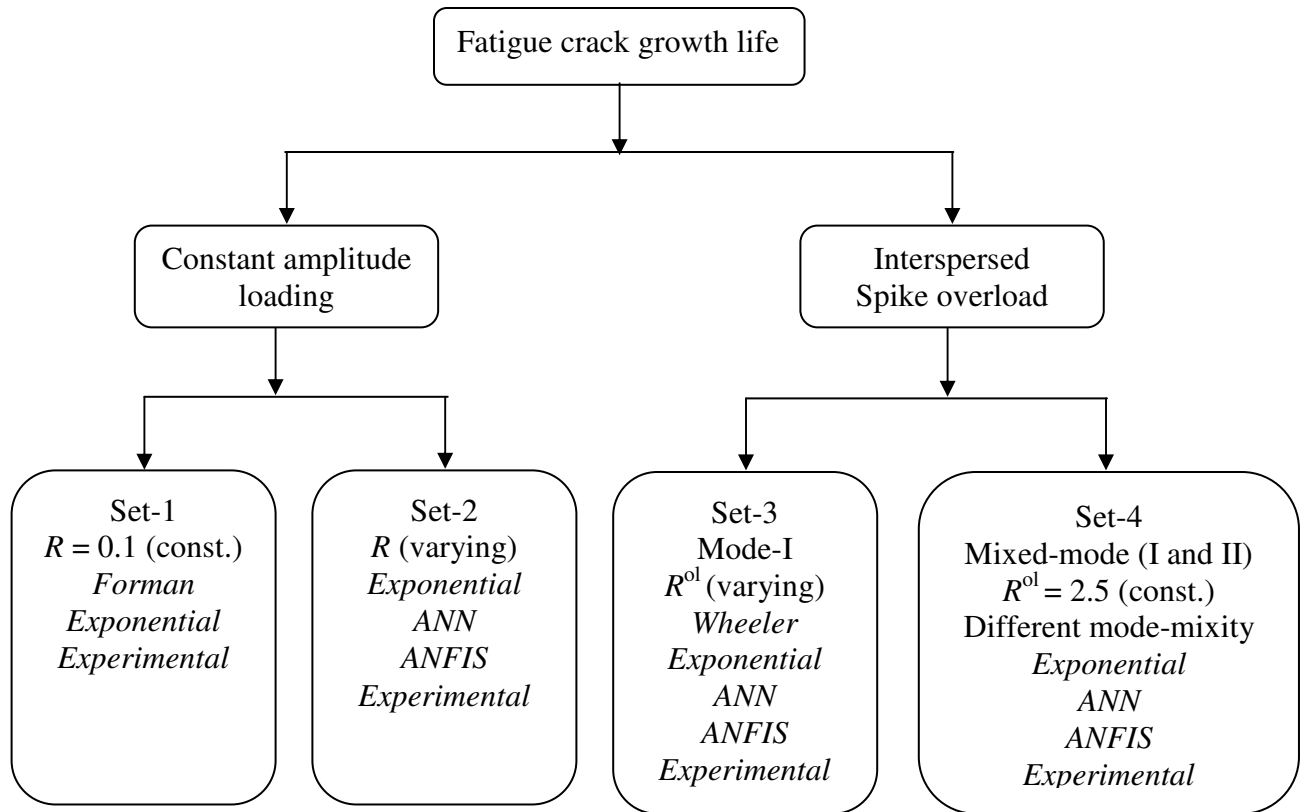 Fatigue crack growth life
Constant amplitude
loading
Interspersed
Spike overload
Set-1
R = 0.1 (const.)
Forman
Exponential
Experimental
Set-2
R (varying)
Exponential
ANN
ANFIS
Experimental
Set-3
Mode-I
R^ol (varying)
Wheeler
Exponential
ANN
ANFIS
Experimental
Set-4
Mixed-mode (I and II)
R^ol = 2.5 (const.)
Different mode-mixity
Exponential
ANN
ANFIS
Experimental